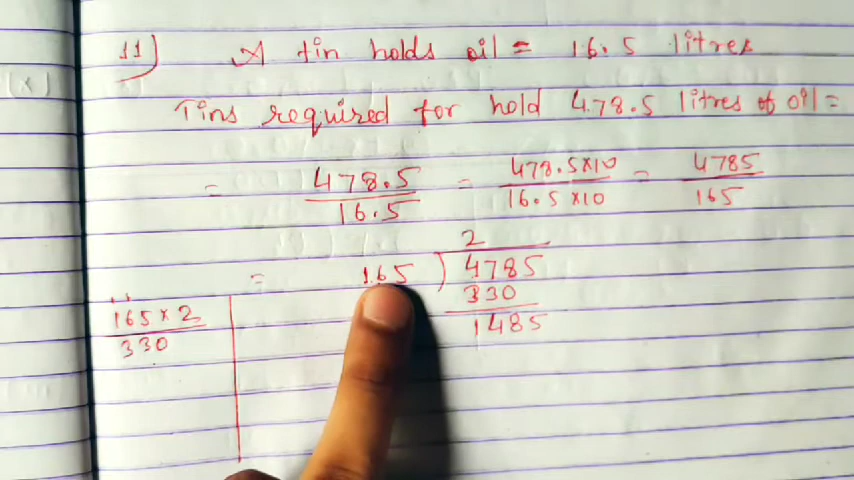 11) A tin holds oil = 16.5 litres
Tins required for hold 478.5 litres of oil =
= 478.5/16.5 = 478.5×10/16.5×10 = 4785/165
2
= 165 ) 4785
165 × 2 330
330 1485